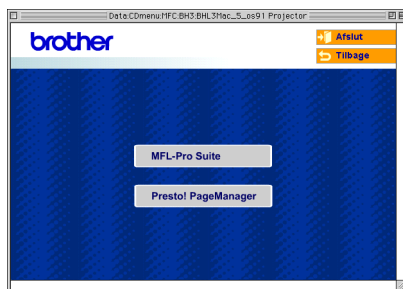 Data:CDmenu:MFC:BH3:BHL3Mac_5_os91 Projector
brother
Afslut
Tilbage
MFL-Pro Suite
Presto! PageManager